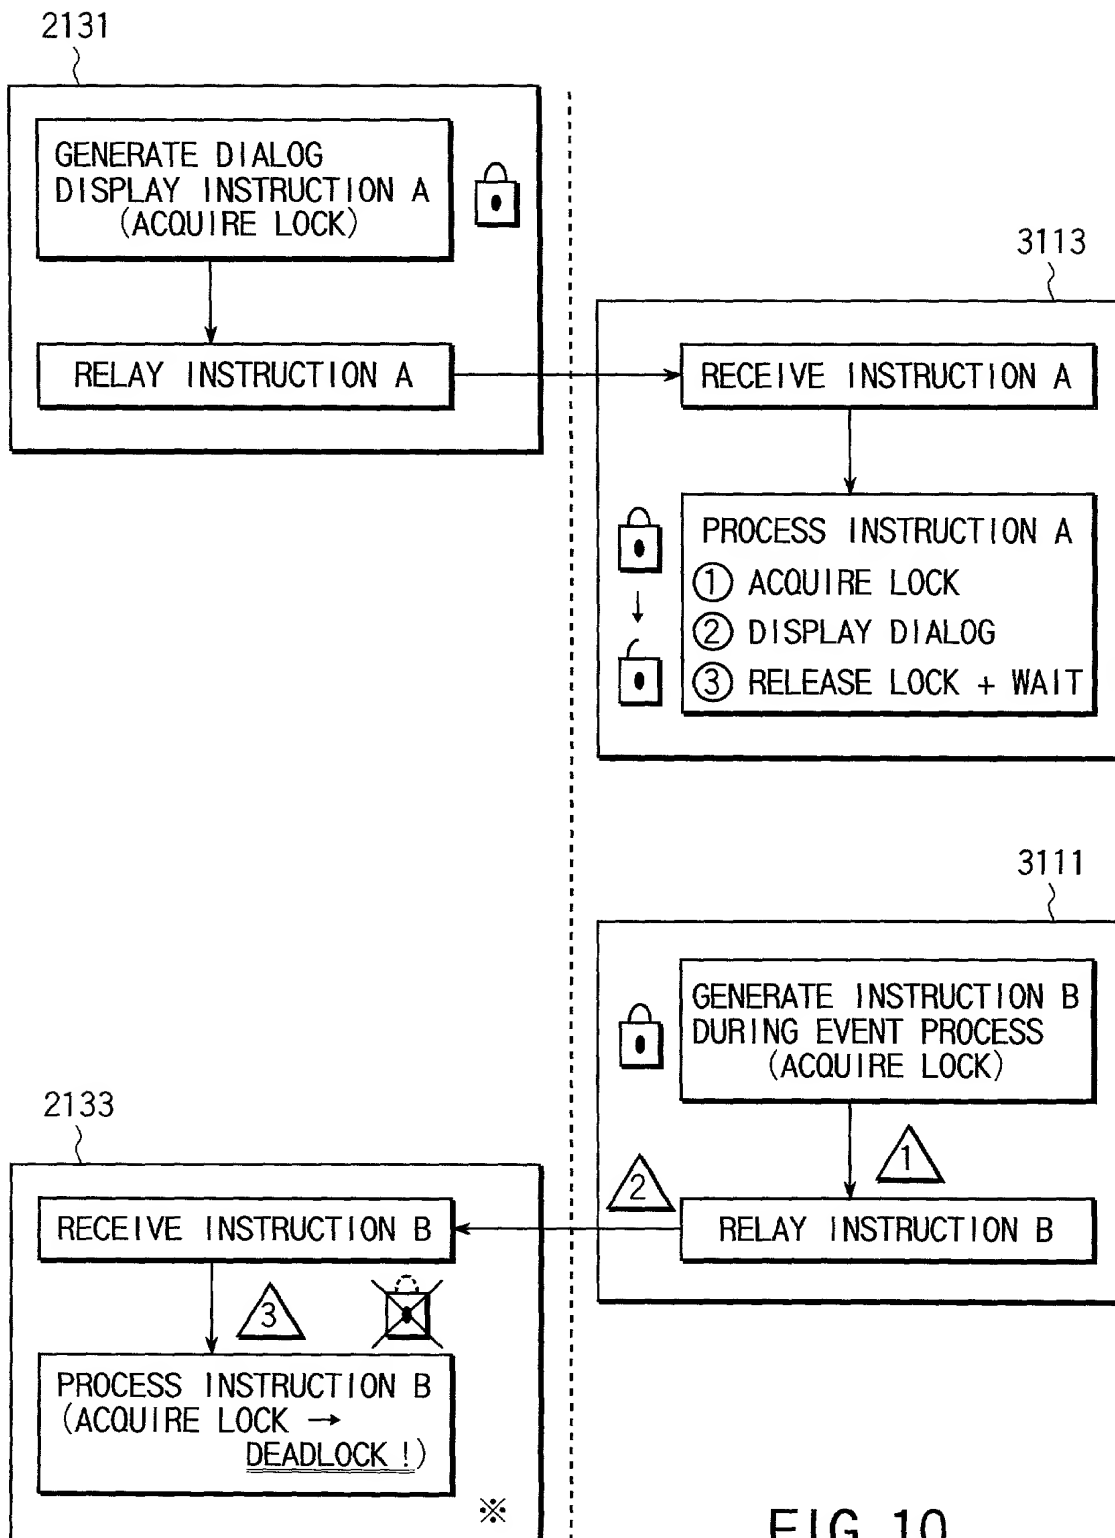 2131
GENERATE DIALOG
DISPLAY INSTRUCTION A
(ACQUIRE LOCK)
RELAY INSTRUCTION A
3113
RECEIVE INSTRUCTION A
PROCESS INSTRUCTION A
① ACQUIRE LOCK
② DISPLAY DIALOG
③ RELEASE LOCK + WAIT
3111
GENERATE INSTRUCTION B
DURING EVENT PROCESS
(ACQUIRE LOCK)
1
RELAY INSTRUCTION B
2
2133
RECEIVE INSTRUCTION B
3
PROCESS INSTRUCTION B
(ACQUIRE LOCK →
DEADLOCK !)
※
FIG. 10